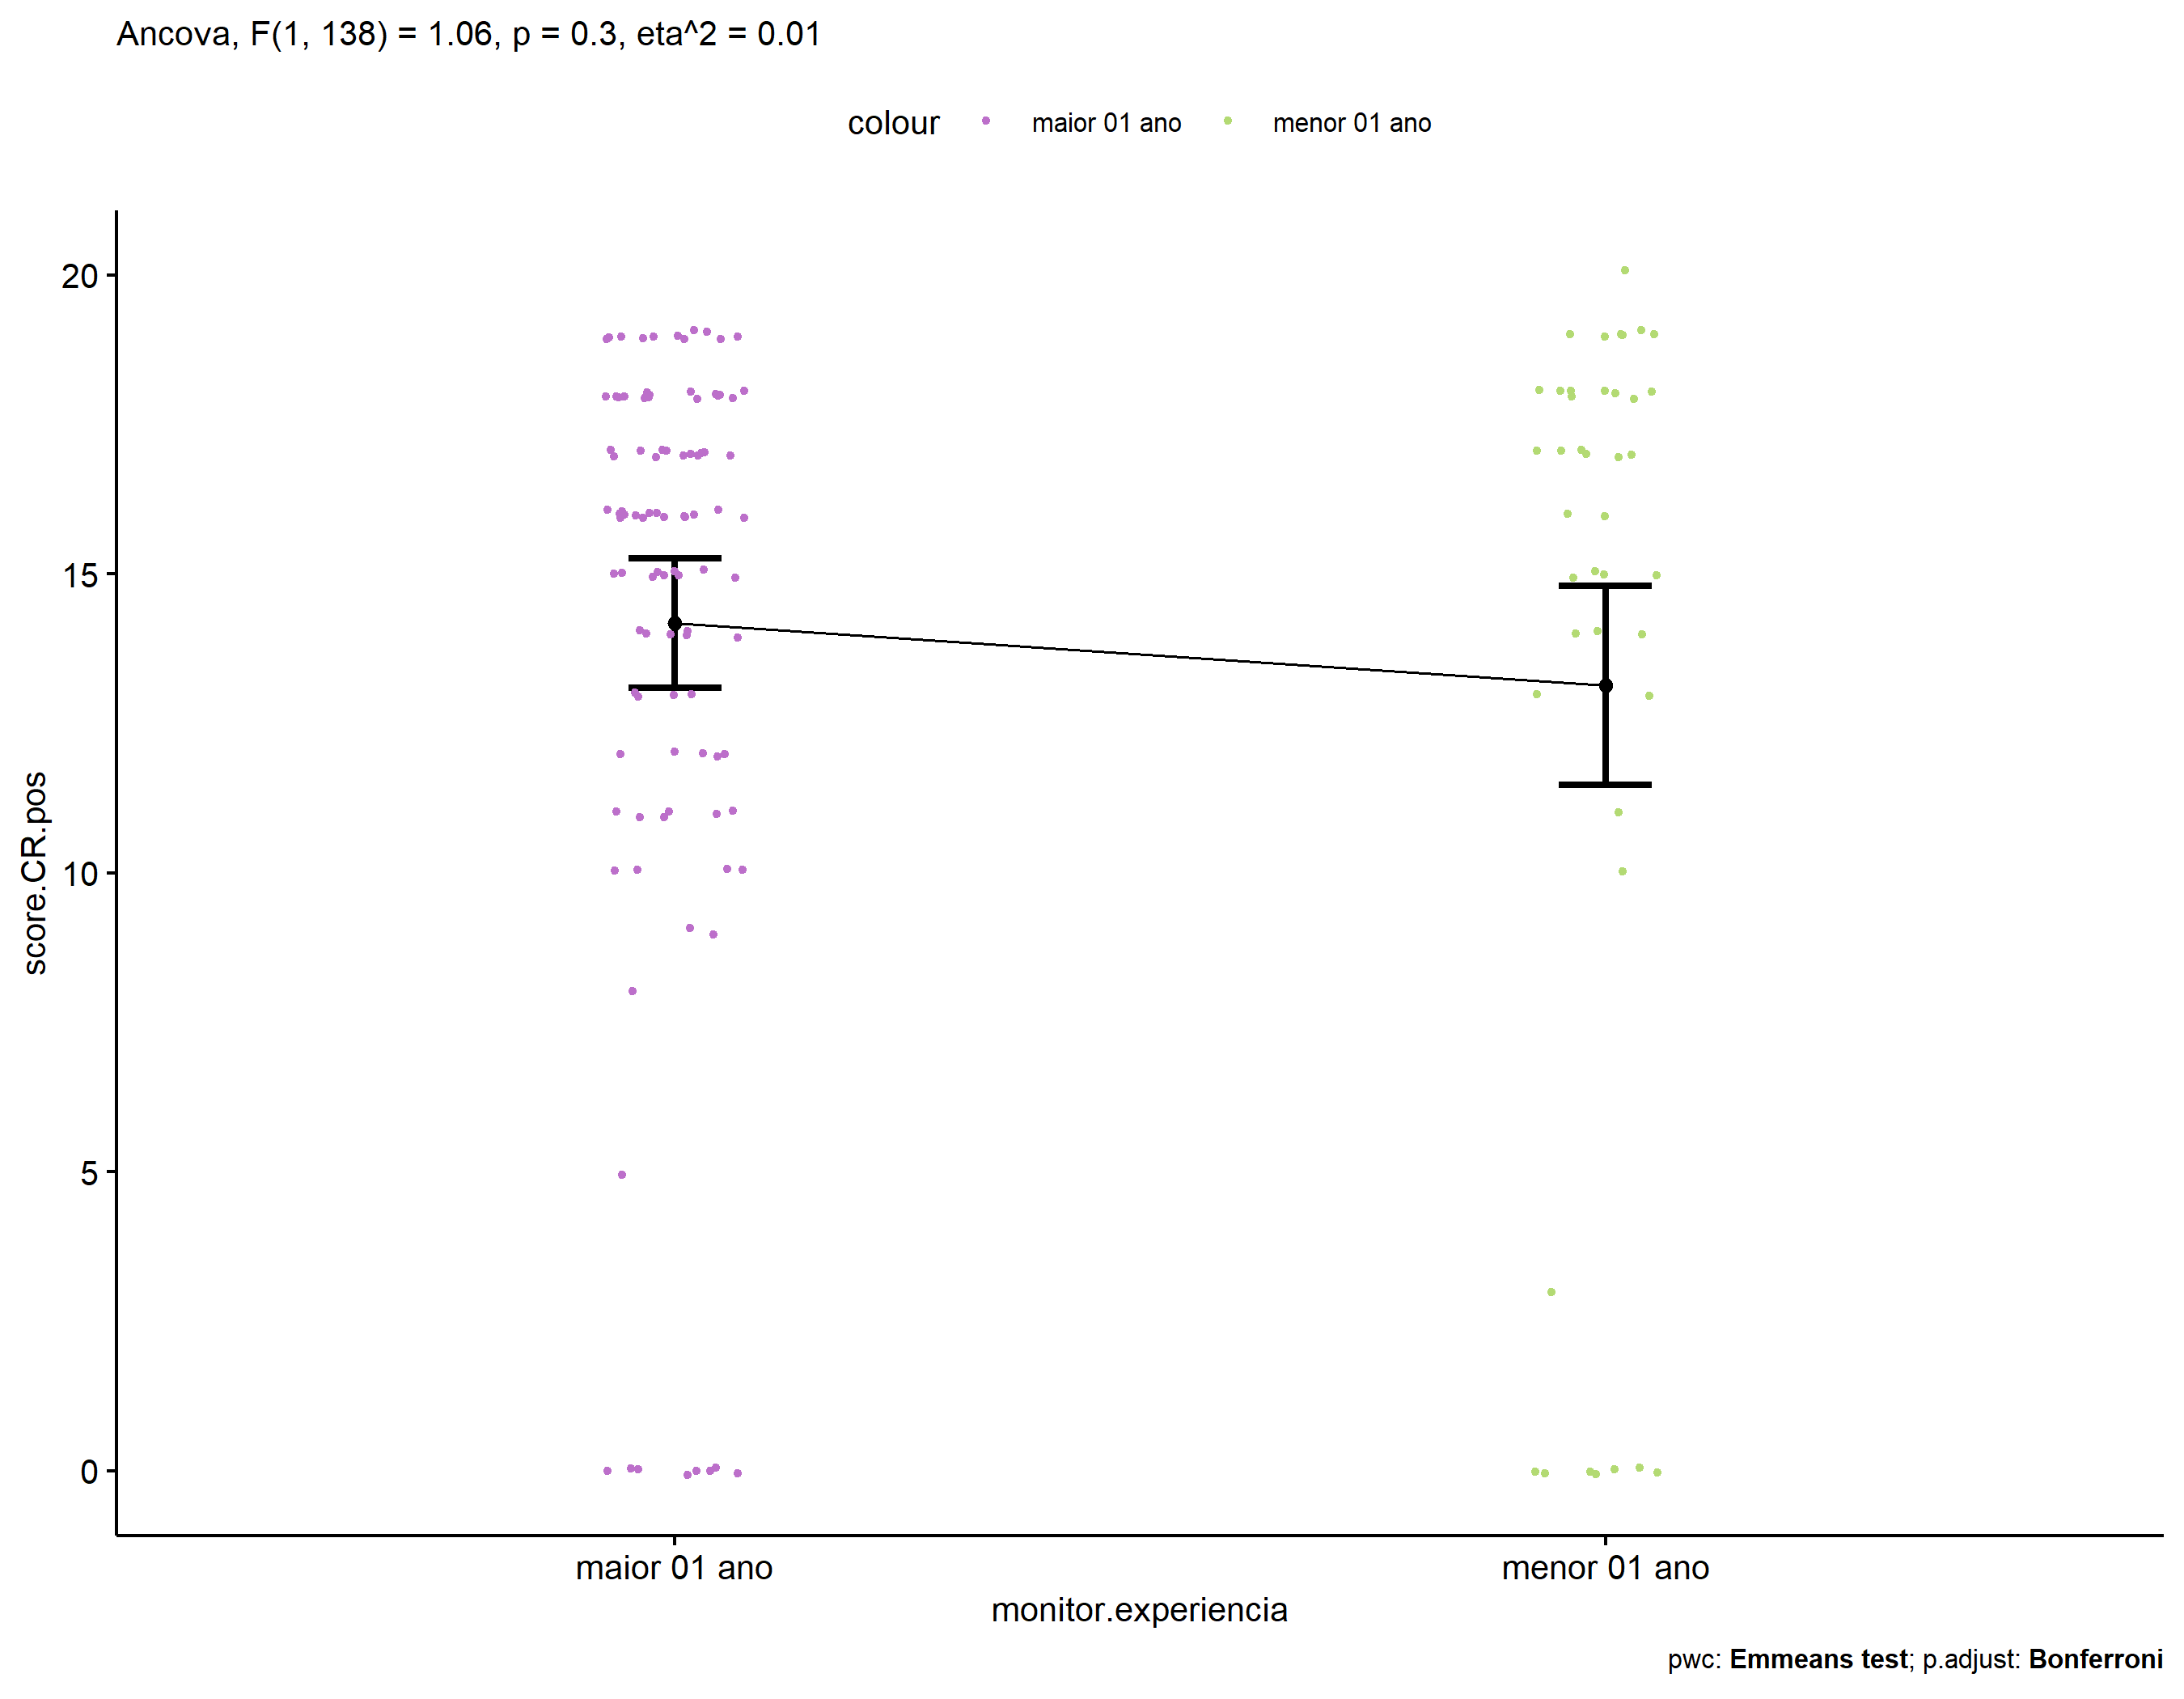 Ancova, F(1, 138) = 1.06, p = 0.3, eta^2 = 0.01
colour maior 01 ano menor 01 ano
score.CR.pos
20
15
10
5
0
maior 01 ano menor 01 ano
monitor.experiencia
pwc: Emmeans test; p.adjust: Bonferroni